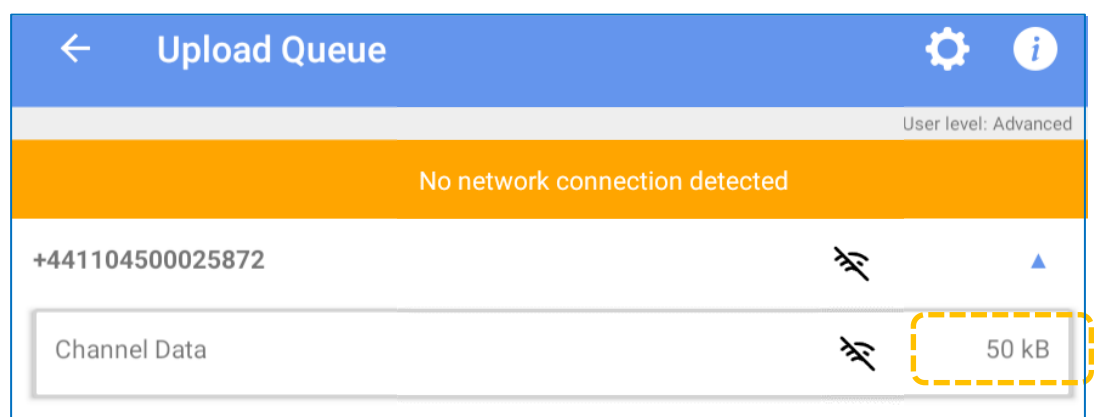 Upload Queue
User level: Advanced
No network connection detected
+441104500025872
Channel Data 50 kB